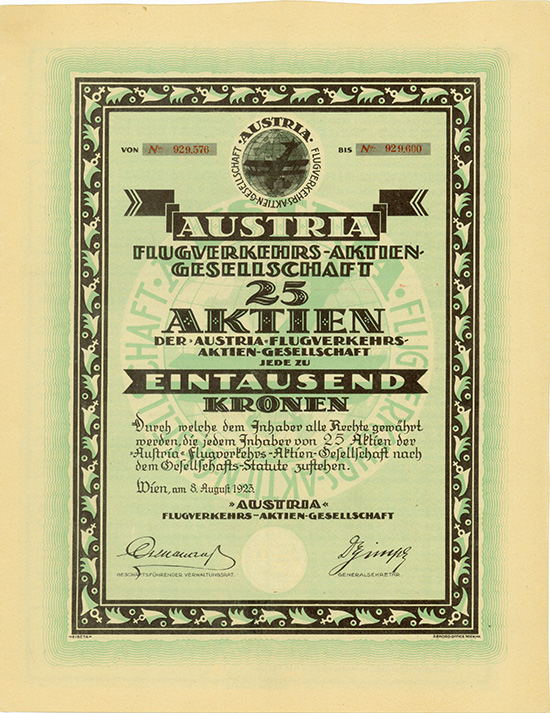 VON No. 929,576
BIS No. 929,600
·AUSTRIA·
FLUGVERKEHRS-AKTIEN-GESELLSCHAFT
AUSTRIA
FLUGVERKEHRS-AKTIEN-
GESELLSCHAFT
25
AKTIEN
DER ›AUSTRIA‹ FLUGVERKEHRS-
AKTIEN-GESELLSCHAFT
JEDE ZU
EINTAUSEND
KRONEN
Durch welche dem Inhaber alle Rechte gewährt
werden, die jedem Inhaber von 25 Aktien der
›Austria‹ Flugverkehrs-Aktien-Gesellschaft nach
dem Gesellschafts-Statute zustehen.
Wien, am 8. August 1923
»AUSTRIA«
FLUGVERKEHRS-AKTIEN-GESELLSCHAFT
GESCHÄFTSFÜHRENDER VERWALTUNGSRAT.
GENERALSEKRETÄR.